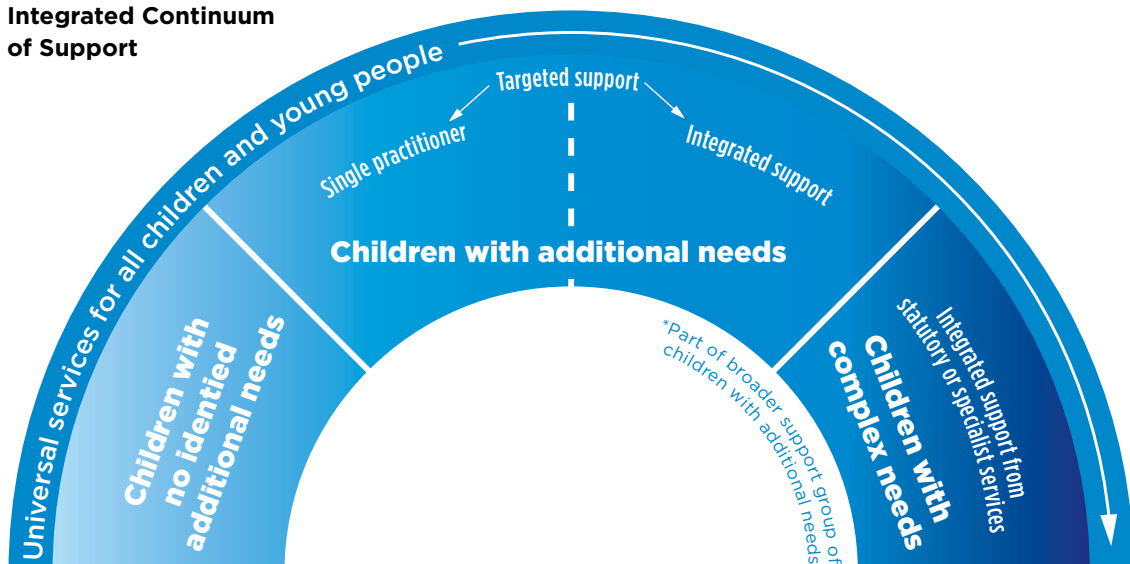 Integrated Continuum
of Support
Universal services for all children and young people
Targeted support
Single practitioner
Integrated support
Children with additional needs
Children with
no identied
additional needs
*Part of broader support group of
children with additional needs
Children with
complex needs
Integrated support from
statutory or specialist services